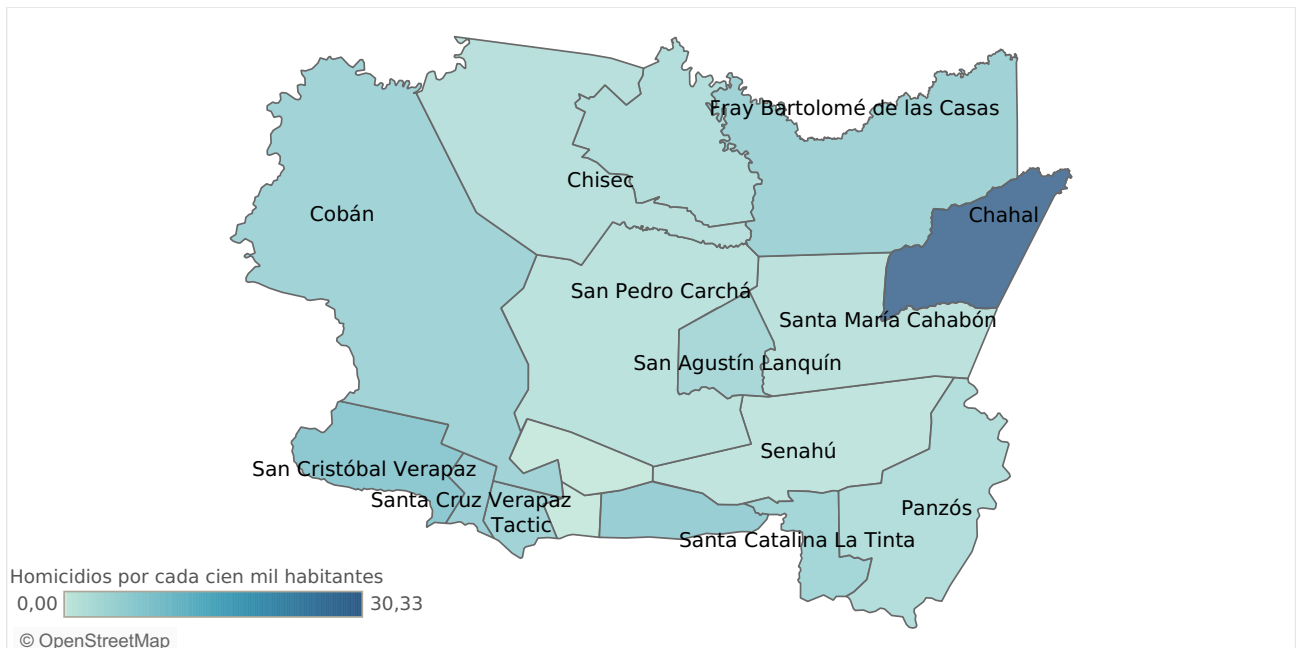 Fray Bartolomé de las Casas
Chisec
Cobán
Chahal
San Pedro Carchá
Santa María Cahabón
San Agustín Lanquín
Senahú
San Cristóbal Verapaz
Santa Cruz Verapaz
Panzós
Tactic
Santa Catalina La Tinta
Homicidios por cada cien mil habitantes
0,00 30,33
© OpenStreetMap